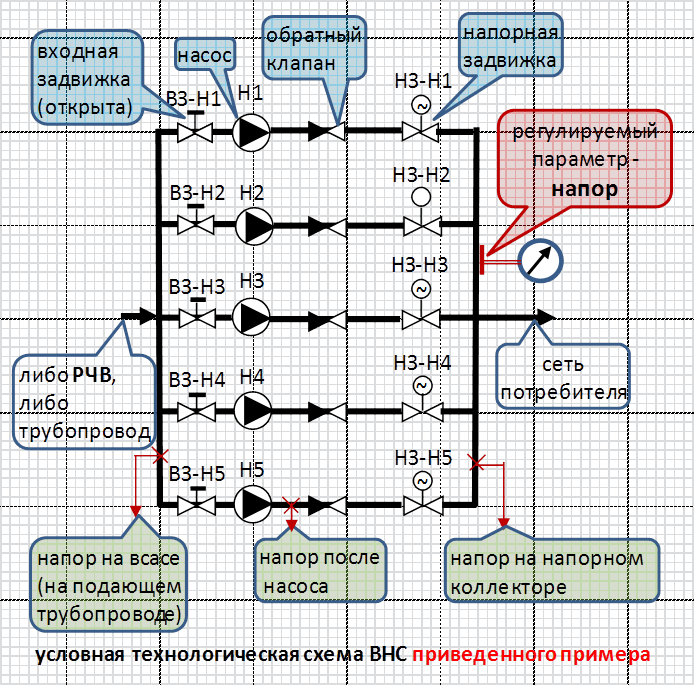 входная
задвижка
(открыта)
насос
обратный
клапан
напорная
задвижка
ВЗ-Н1
Н1
НЗ-Н1
регулируемый
параметр -
напор
ВЗ-Н2
Н2
НЗ-Н2
ВЗ-Н3
Н3
НЗ-Н3
либо РЧВ,
либо
трубопровод
ВЗ-Н4
Н4
НЗ-Н4
сеть
потребителя
ВЗ-Н5
Н5
НЗ-Н5
напор на всасе
(на подающем
трубопроводе)
напор после
насоса
напор на напорном
коллекторе
условная технологическая схема ВНС приведенного примера